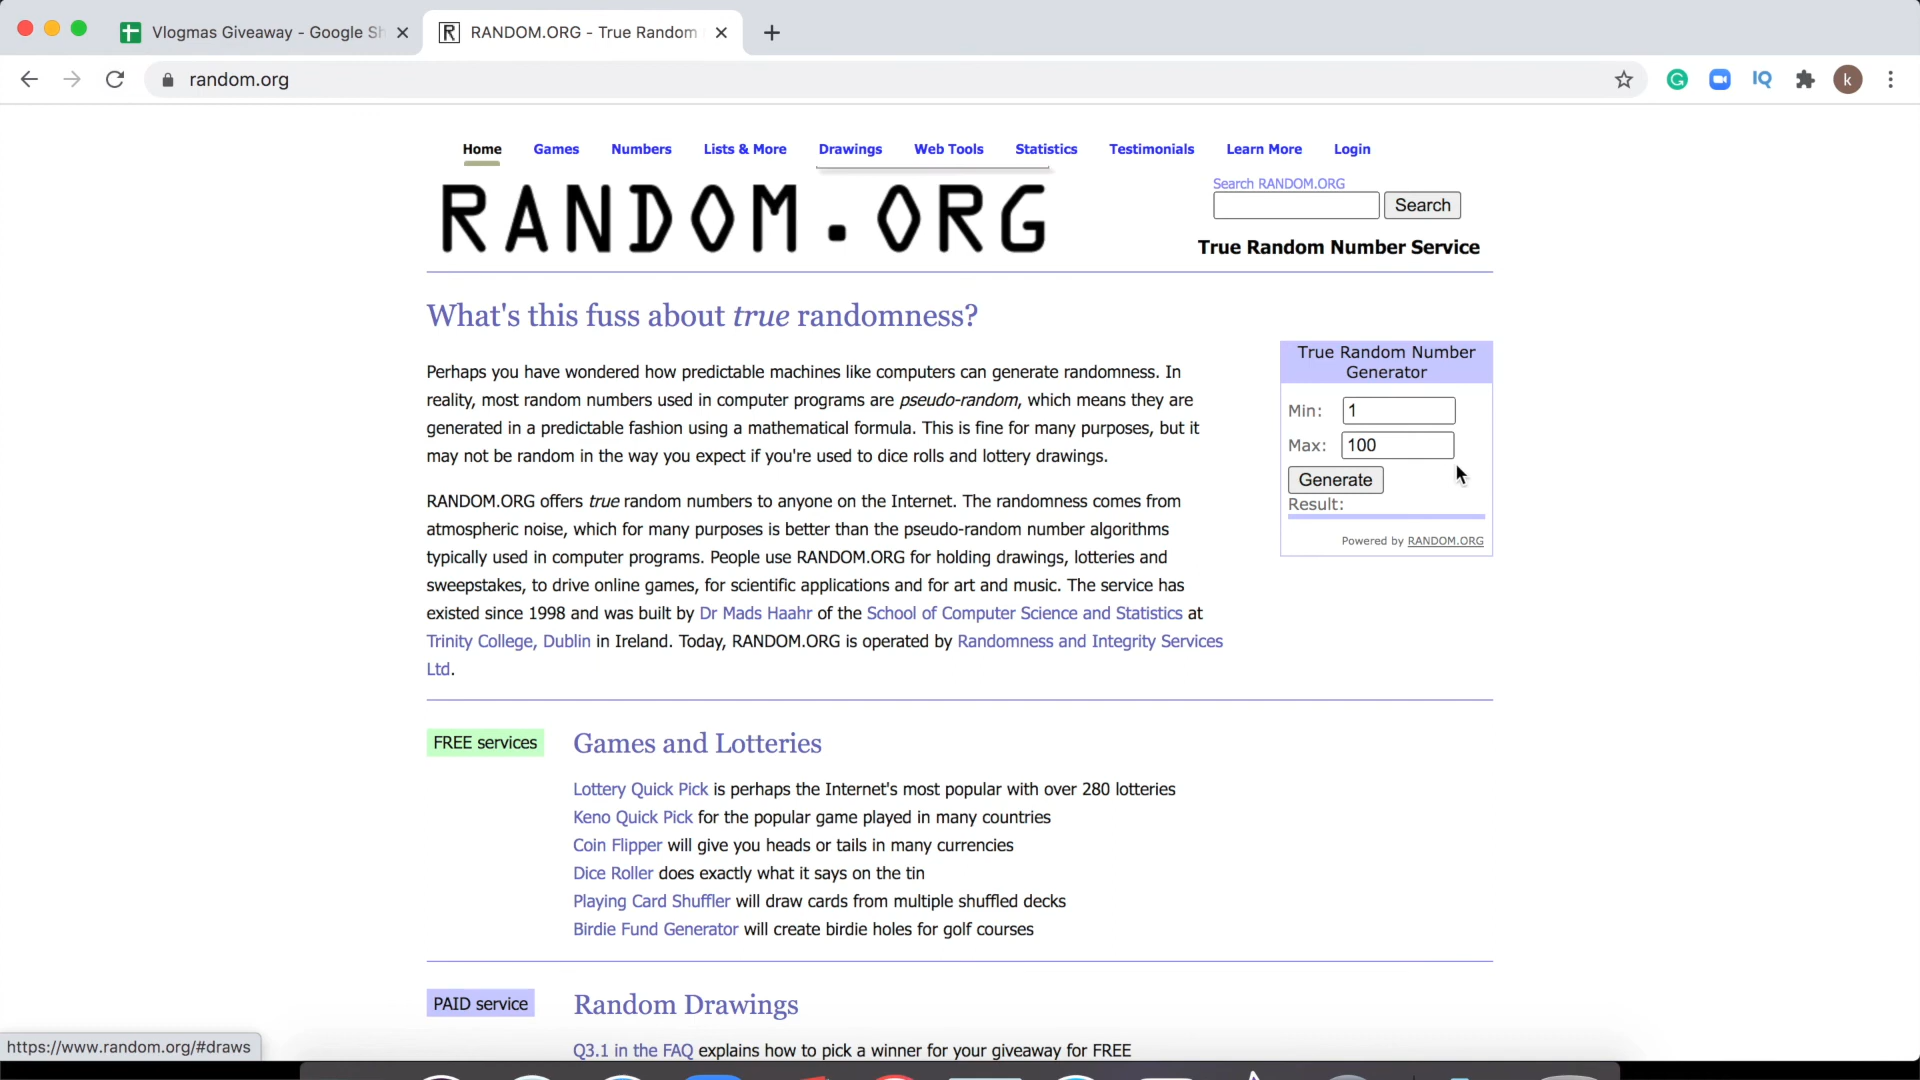 Vlogmas Giveaway - Google Sh
RANDOM.ORG - True Random
random.org
k
Home Games Numbers Lists & More Drawings Web Tools Statistics Testimonials Learn More Login
RANDOM.ORG
Search RANDOM.ORG
Search
True Random Number Service
What's this fuss about true randomness?
Perhaps you have wondered how predictable machines like computers can generate randomness. In
reality, most random numbers used in computer programs are pseudo-random, which means they are
generated in a predictable fashion using a mathematical formula. This is fine for many purposes, but it
may not be random in the way you expect if you're used to dice rolls and lottery drawings.
RANDOM.ORG offers true random numbers to anyone on the Internet. The randomness comes from
atmospheric noise, which for many purposes is better than the pseudo-random number algorithms
typically used in computer programs. People use RANDOM.ORG for holding drawings, lotteries and
sweepstakes, to drive online games, for scientific applications and for art and music. The service has
existed since 1998 and was built by Dr Mads Haahr of the School of Computer Science and Statistics at
Trinity College, Dublin in Ireland. Today, RANDOM.ORG is operated by Randomness and Integrity Services
Ltd.
True Random Number
Generator
Min: 1
Max: 100
Generate
Result:
Powered by RANDOM.ORG
FREE services
Games and Lotteries
Lottery Quick Pick is perhaps the Internet's most popular with over 280 lotteries
Keno Quick Pick for the popular game played in many countries
Coin Flipper will give you heads or tails in many currencies
Dice Roller does exactly what it says on the tin
Playing Card Shuffler will draw cards from multiple shuffled decks
Birdie Fund Generator will create birdie holes for golf courses
PAID service
Random Drawings
Q3.1 in the FAQ explains how to pick a winner for your giveaway for FREE
https://www.random.org/#draws